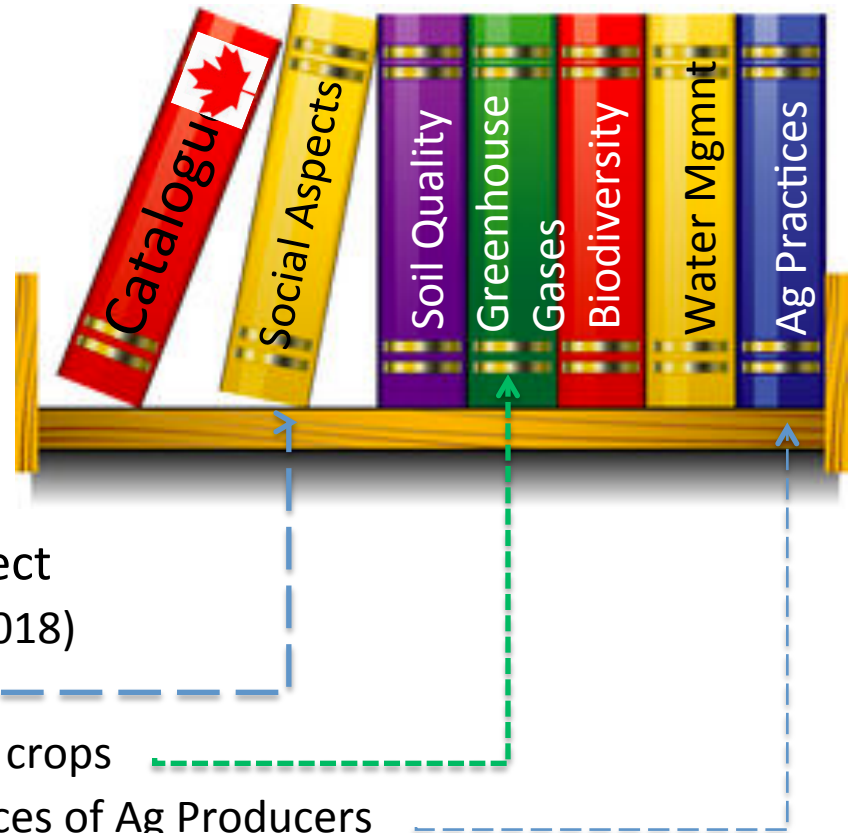 Catalogu
Social Aspects
Soil Quality
Greenhouse
Gases
Biodiversity
Water Mgmnt
Ag Practices
ect
018)
crops
ces of Ag Producers